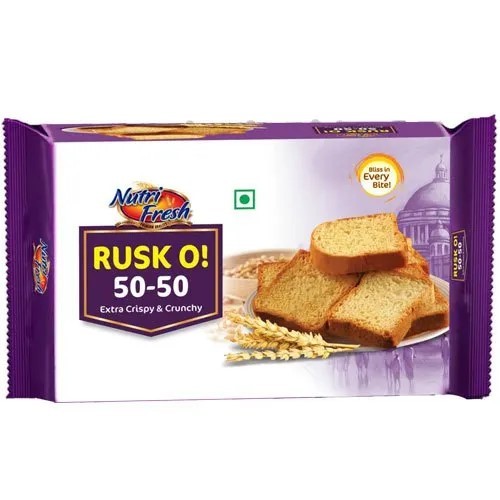 Nutri
Fresh
RUSK O!
50-50
Extra Crispy & Crunchy
Bliss in
Every
Bite!
RUSK O!
50-50